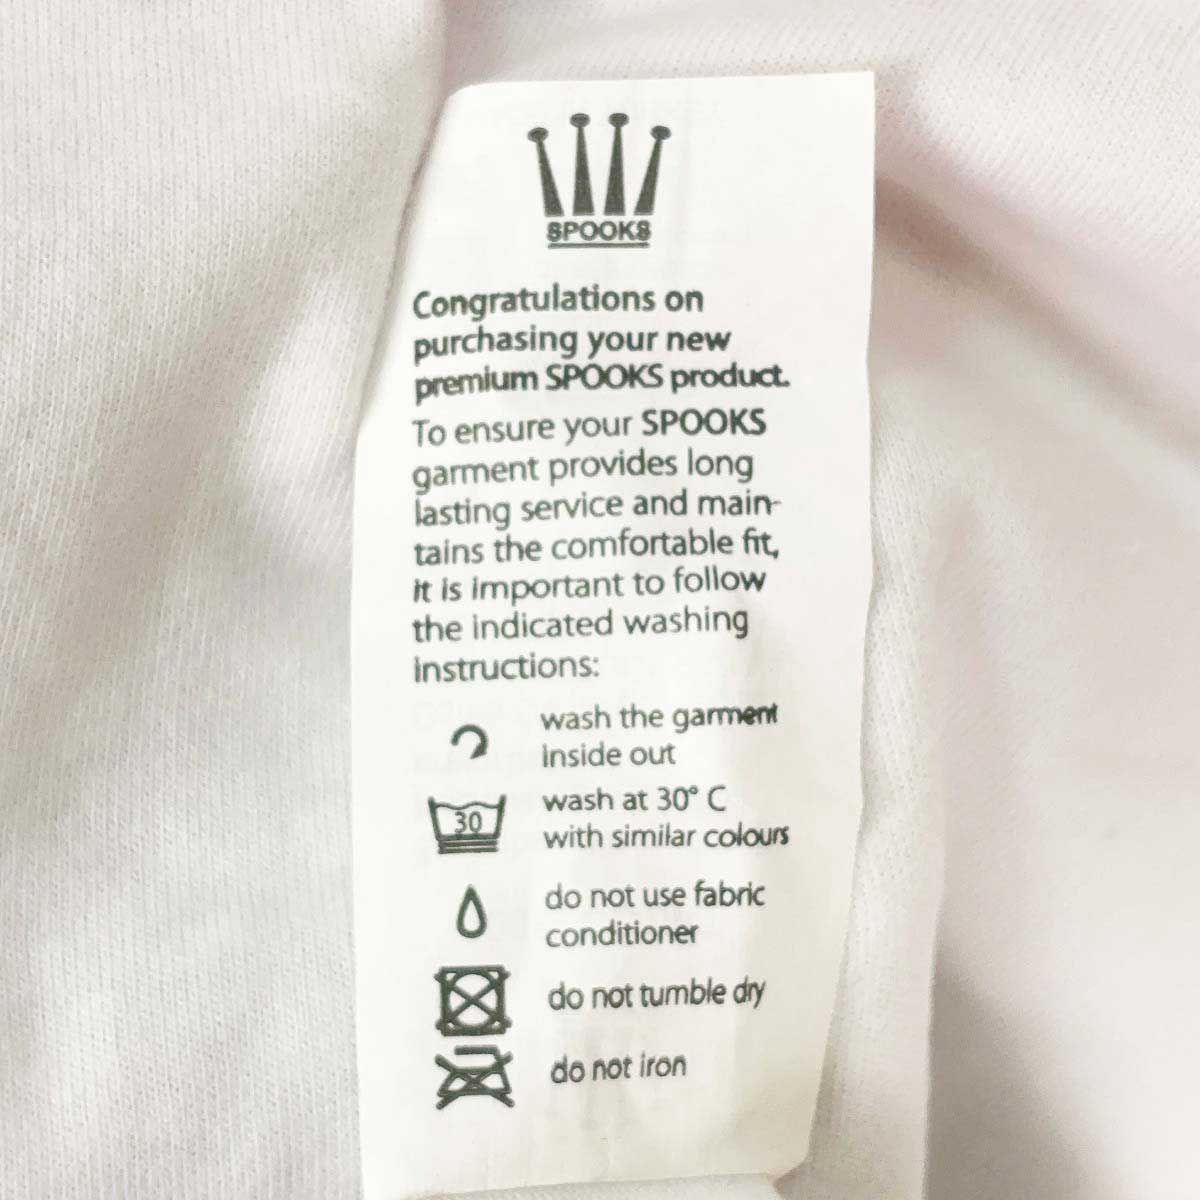 SPOOKS
Congratulations on
purchasing your new
premium SPOOKS product.
To ensure your SPOOKS
garment provides long
lasting service and main-
tains the comfortable fit,
it is important to follow
the indicated washing
instructions:
wash the garment
inside out
30
wash at 30° C
with similar colours
do not use fabric
conditioner
do not tumble dry
do not iron